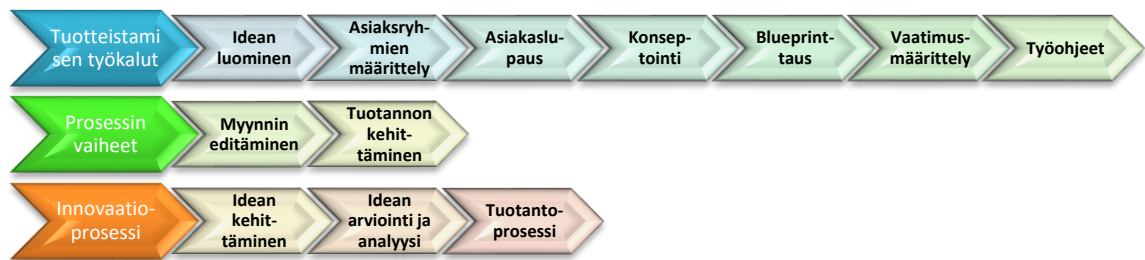 Tuotteistami
sen työkalut
Idean
luominen
Asiaksryh-
mien
määrittely
Asiakaslu-
paus
Konsep-
tointi
Blueprint-
taus
Vaatimus-
määrittely
Työohjeet
Prosessin
vaiheet
Myynnin
editäminen
Tuotannon
kehit-
täminen
Innovaatio-
prosessi
Idean
kehit-
täminen
Idean
arviointi ja
analyysi
Tuotanto-
prosessi